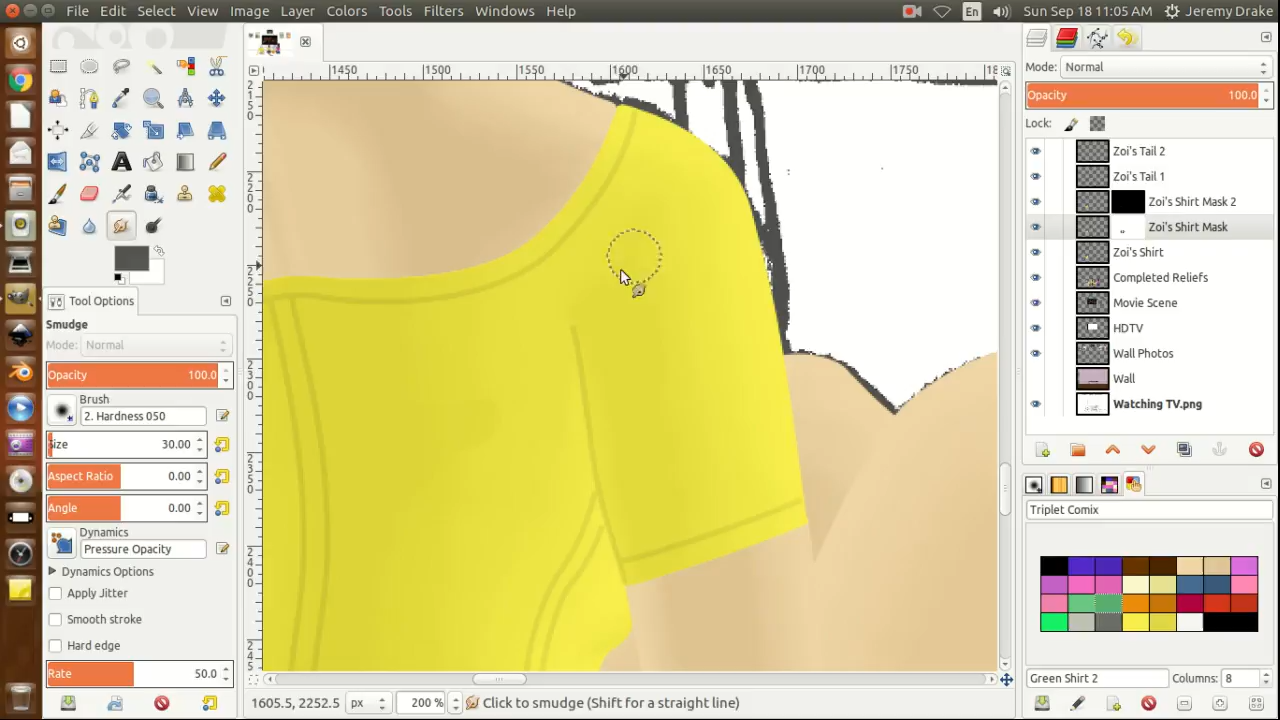 File Edit Select View Image Layer Colors Tools Filters Windows Help
En Sun Sep 18 11:05 AM Jeremy Drake
1450 1500 1550 1600 1650 1700 1750
Tool Options
Smudge
Mode: Normal
Opacity 100.0
Brush
2. Hardness 050
Size 30.00
Aspect Ratio 0.00
Angle 0.00
Dynamics
Pressure Opacity
Dynamics Options
Apply Jitter
Smooth stroke
Hard edge
Rate 50.0
1605.5, 2252.5 px 200 % Click to smudge (Shift for a straight line)
Mode: Normal
Opacity 100.0
Lock:
Zoi's Tail 2
Zoi's Tail 1
Zoi's Shirt Mask 2
Zoi's Shirt Mask
Zoi's Shirt
Completed Reliefs
Movie Scene
HDTV
Wall Photos
Wall
Watching TV.png
Triplet Comix
Green Shirt 2 Columns: 8